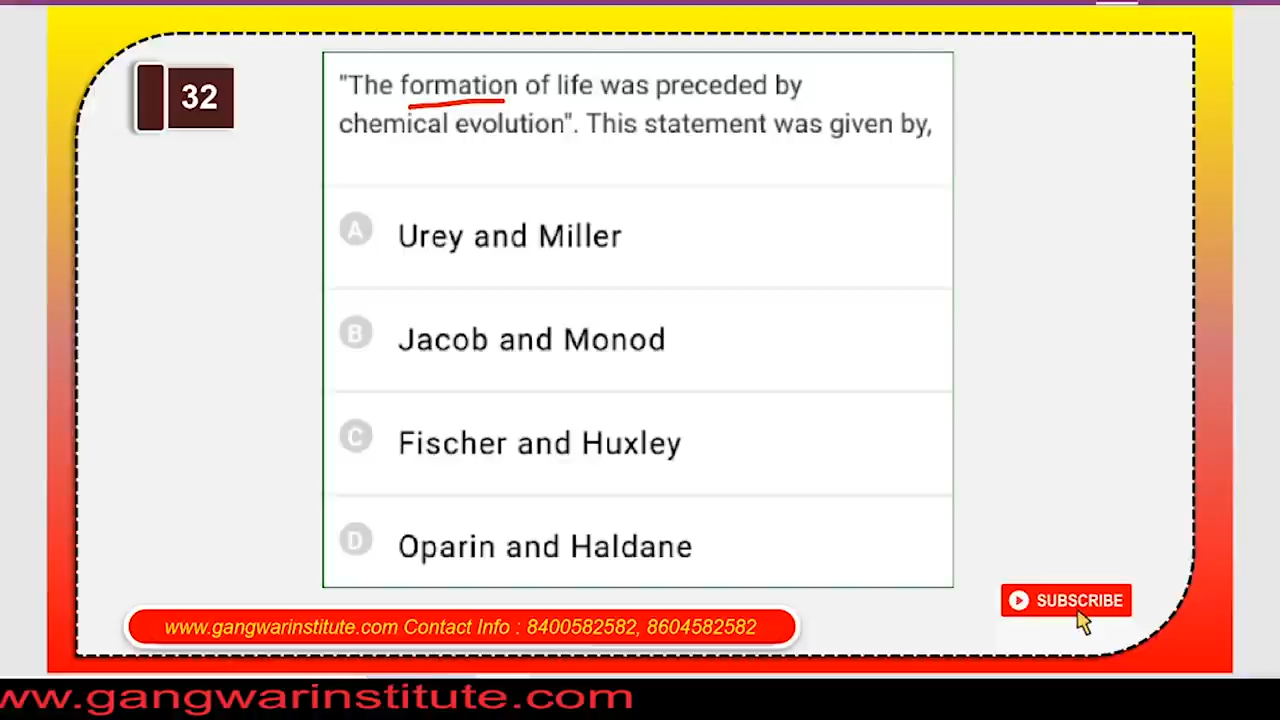 32
"The formation of life was preceded by
chemical evolution". This statement was given by,
A Urey and Miller
B Jacob and Monod
C Fischer and Huxley
D Oparin and Haldane
SUBSCRIBE
www.gangwarinstitute.com Contact Info : 8400582582, 8604582582
ww.gangwarinstitute.com